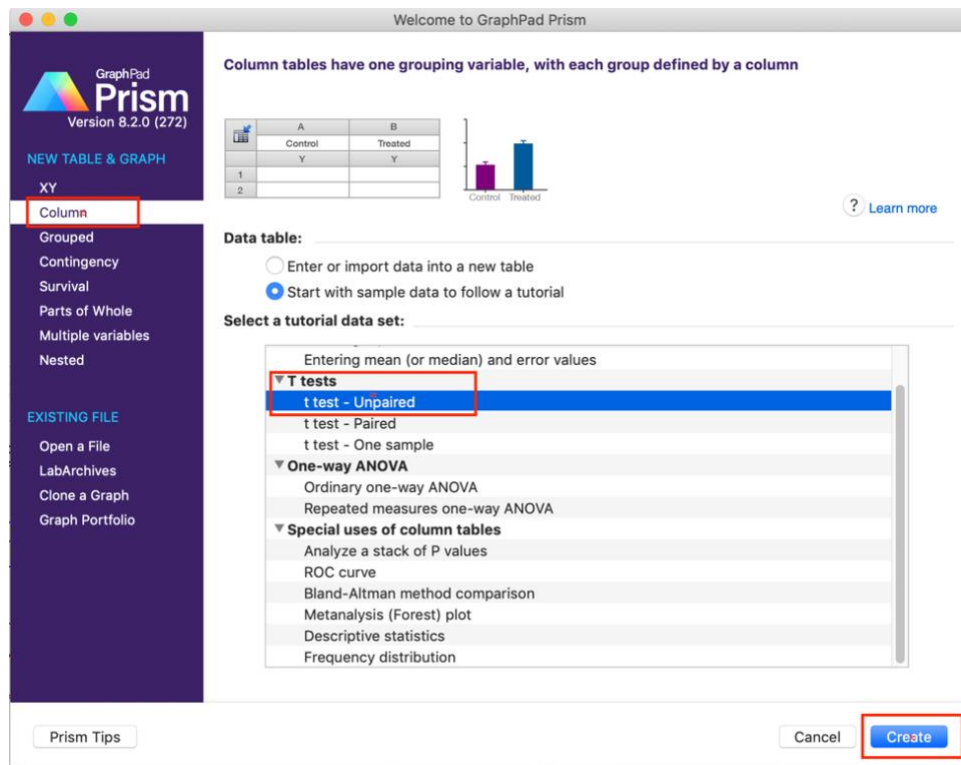 Welcome to GraphPad Prism
GraphPad
Prism
Version 8.2.0 (272)
NEW TABLE & GRAPH
XY
Column
Grouped
Contingency
Survival
Parts of Whole
Multiple variables
Nested
EXISTING FILE
Open a File
LabArchives
Clone a Graph
Graph Portfolio
Column tables have one grouping variable, with each group defined by a column
A B
Control Treated
Y Y
1
2
Control Treated
? Learn more
Data table:
Enter or import data into a new table
Start with sample data to follow a tutorial
Select a tutorial data set:
Entering mean (or median) and error values
T tests
t test - Unpaired
t test - Paired
t test - One sample
One-way ANOVA
Ordinary one-way ANOVA
Repeated measures one-way ANOVA
Special uses of column tables
Analyze a stack of P values
ROC curve
Bland-Altman method comparison
Metanalysis (Forest) plot
Descriptive statistics
Frequency distribution
Prism Tips
Cancel
Create